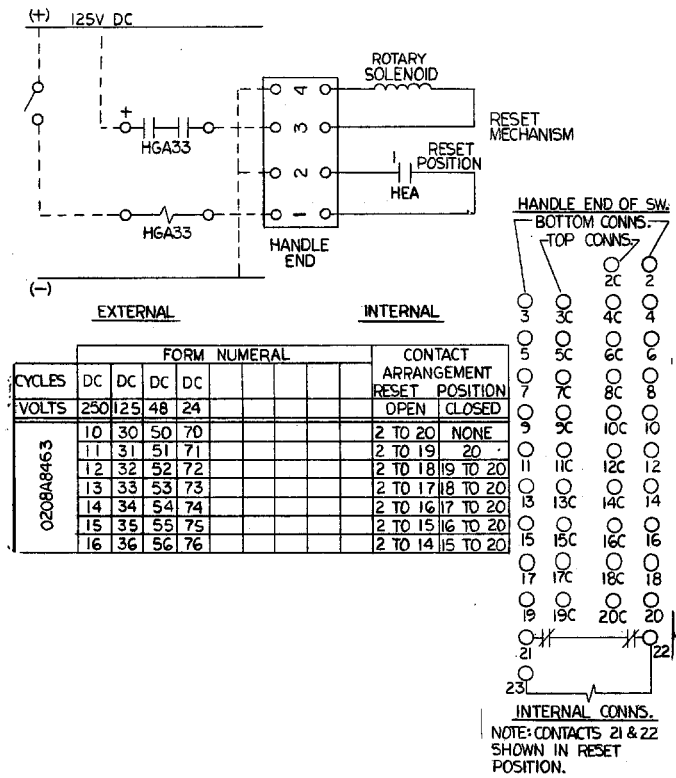 (+) 125V DC
ROTARY
SOLENOID
4
+
3
RESET
MECHANISM
HGA33
RESET
POSITION
1
2
HEA
1
HGA33
HANDLE
END
(-)
EXTERNAL
INTERNAL
FORM NUMERAL
CONTACT
ARRANGEMENT
CYCLES DC DC DC DC RESET POSITION
VOLTS 250 125 48 24 OPEN CLOSED
0208A8463
10 30 50 70 2 TO 20 NONE
11 31 51 71 2 TO 19 20
12 32 52 72 2 TO 18 19 TO 20
13 33 53 73 2 TO 17 18 TO 20
14 34 54 74 2 TO 16 17 TO 20
15 35 55 75 2 TO 15 16 TO 20
16 36 56 76 2 TO 14 15 TO 20
HANDLE END OF SW.
BOTTOM CONNS.
TOP CONNS.
2C 2
3 3C 4C 4
5 5C 6C 6
7 7C 8C 8
9 9C 10C 10
11 11C 12C 12
13 13C 14C 14
15 15C 16C 16
17 17C 18C 18
19 19C 20C 20
21 22
23
INTERNAL CONNS.
NOTE: CONTACTS 21 & 22
SHOWN IN RESET
POSITION.